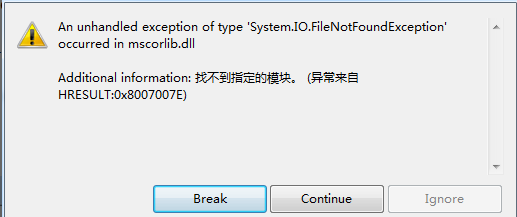 An unhandled exception of type 'System.IO.FileNotFoundException'
occurred in mscorlib.dll
Additional information: 找不到指定的模块。 (异常来自
HRESULT:0x8007007E)
Break
Continue
Ignore